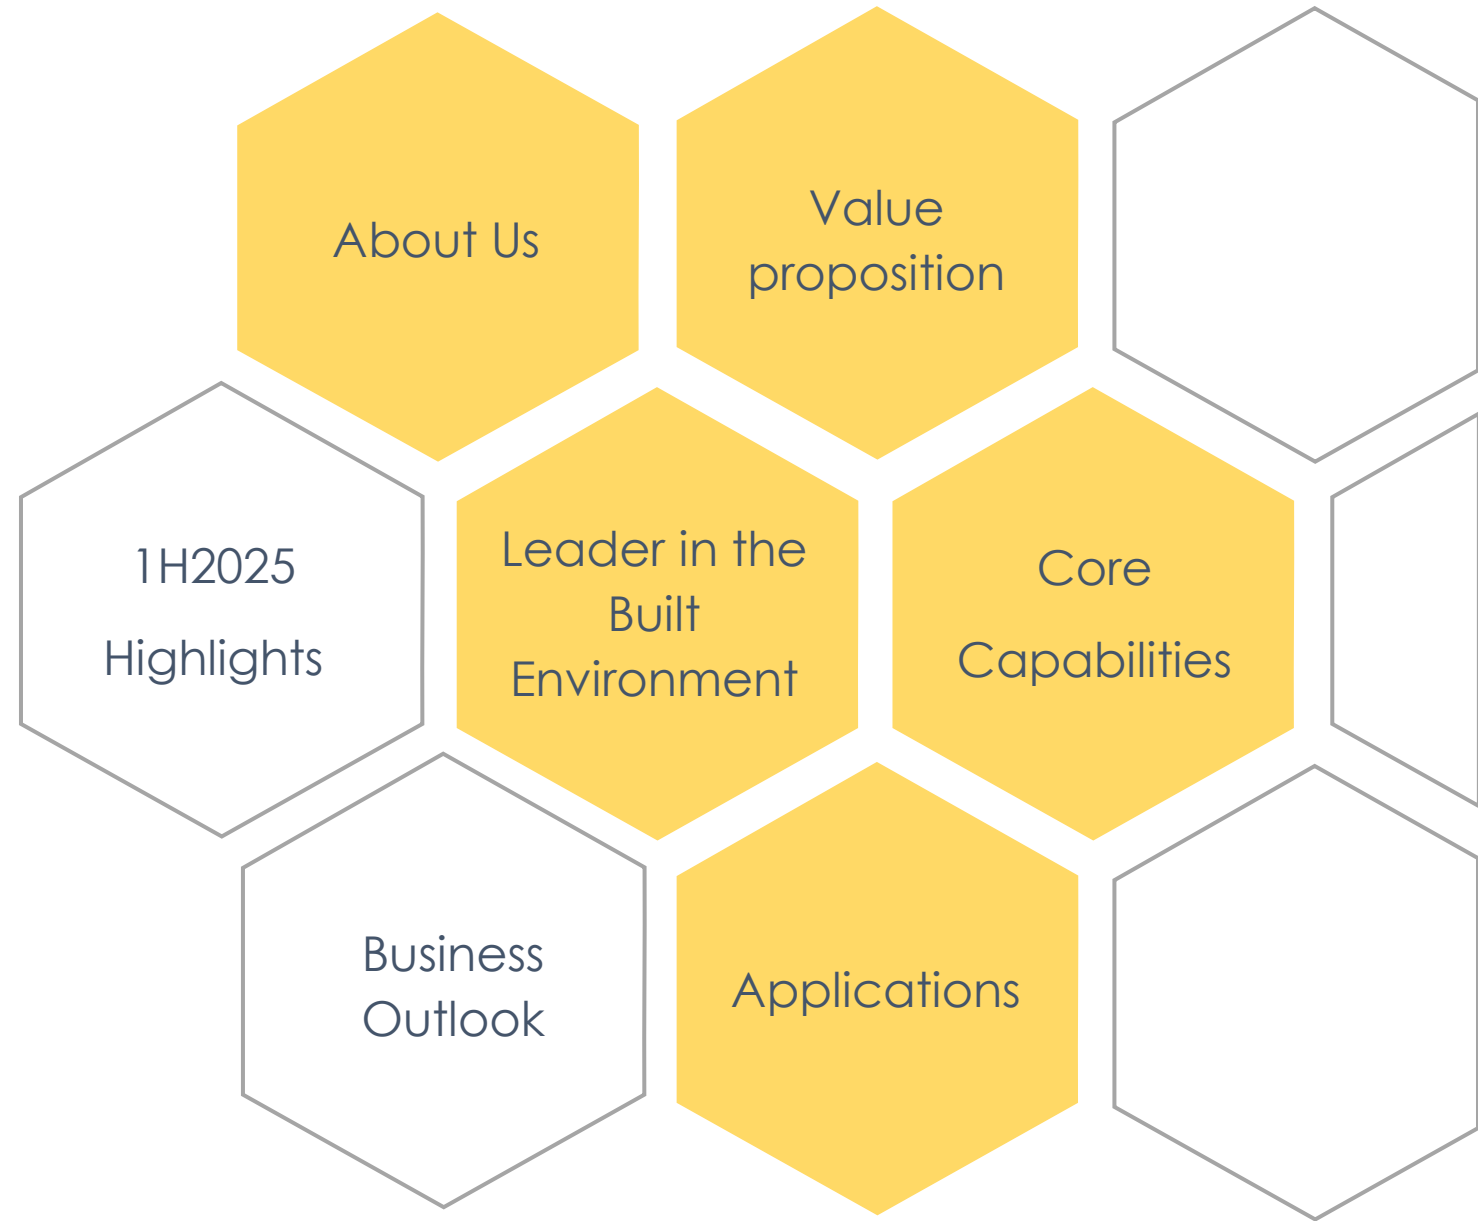 About Us
Value
proposition
1H2025
Highlights
Leader in the
Built
Environment
Core
Capabilities
Business
Outlook
Applications